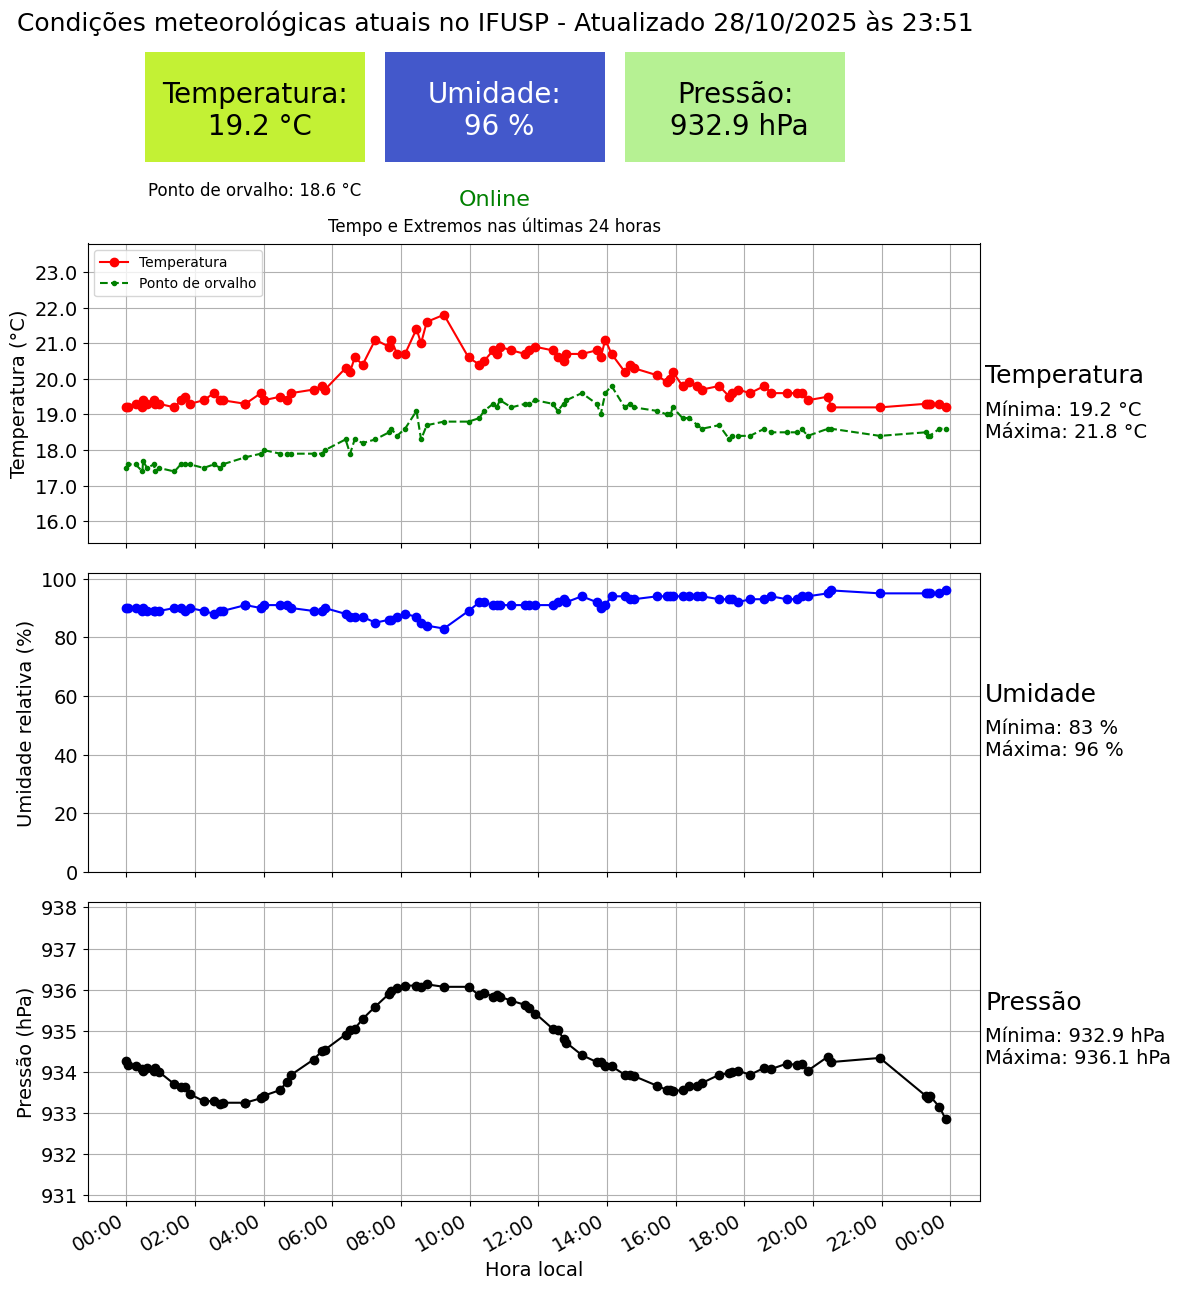 Condições meteorológicas atuais no IFUSP - Atualizado 28/10/2025 às 23:51
Temperatura:
19.2 °C
Umidade:
96 %
Pressão:
932.9 hPa
Ponto de orvalho: 18.6 °C
Online
Tempo e Extremos nas últimas 24 horas
Temperatura
Ponto de orvalho
Temperatura (°C)
23.0
22.0
21.0
20.0
19.0
18.0
17.0
16.0
Temperatura
Mínima: 19.2 °C
Máxima: 21.8 °C
Umidade relativa (%)
100
80
60
40
20
0
Umidade
Mínima: 83 %
Máxima: 96 %
Pressão (hPa)
938
937
936
935
934
933
932
931
Pressão
Mínima: 932.9 hPa
Máxima: 936.1 hPa
00:00
02:00
04:00
06:00
08:00
10:00
12:00
14:00
16:00
18:00
20:00
22:00
00:00
Hora local